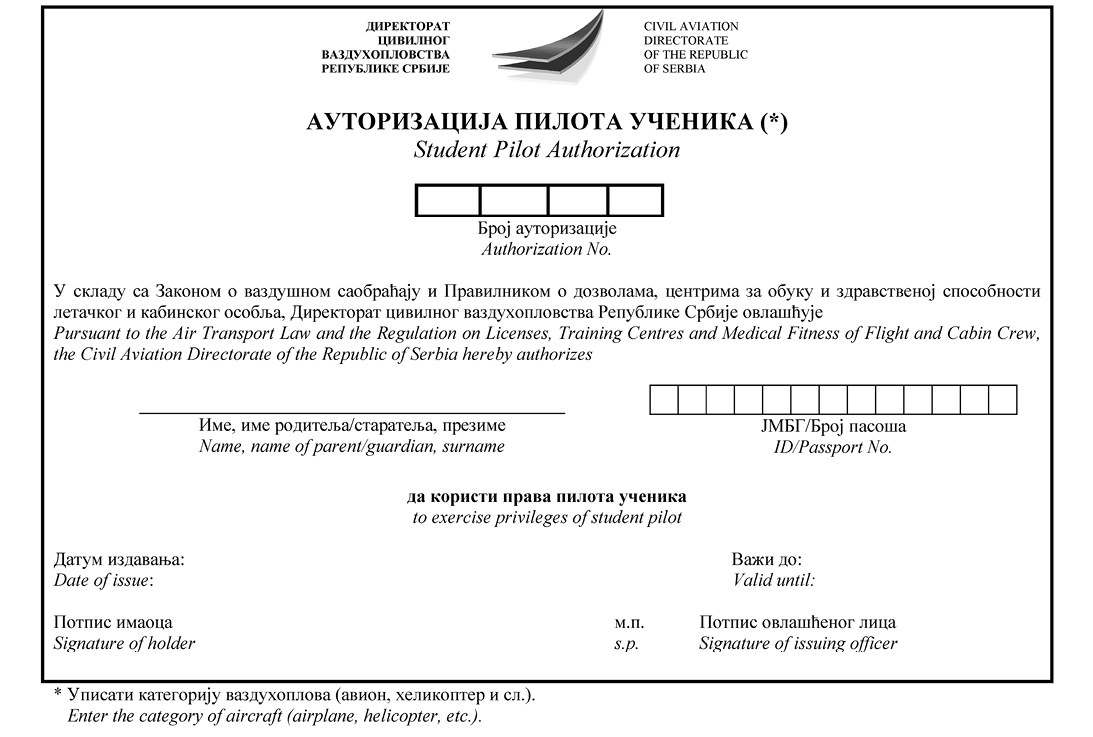 ДИРЕКТОРАТ
ЦИВИЛНОГ
ВАЗДУХОПЛОВСТВА
РЕПУБЛИКЕ СРБИЈЕ
CIVIL AVIATION
DIRECTORATE
OF THE REPUBLIC
OF SERBIA
АУТОРИЗАЦИЈА ПИЛОТА УЧЕНИКА (*)
Student Pilot Authorization
Број ауторизације
Authorization No.
У складу са Законом о ваздушном саобраћају и Правилником о дозволама, центрима за обуку и здравственој способности
летачког и кабинског особља, Директорат цивилног ваздухопловства Републике Србије овлашћује
Pursuant to the Air Transport Law and the Regulation on Licenses, Training Centres and Medical Fitness of Flight and Cabin Crew,
the Civil Aviation Directorate of the Republic of Serbia hereby authorizes
Име, име родитеља/старатеља, презиме
Name, name of parent/guardian, surname
ЈМБГ/Број пасоша
ID/Passport No.
да користи права пилота ученика
to exercise privileges of student pilot
Датум издавања:
Date of issue:
Важи до:
Valid until:
Потпис имаоца
Signature of holder
м.п.
s.p.
Потпис овлашћеног лица
Signature of issuing officer
* Уписати категорију ваздухоплова (авион, хеликоптер и сл.).
Enter the category of aircraft (airplane, helicopter, etc.).